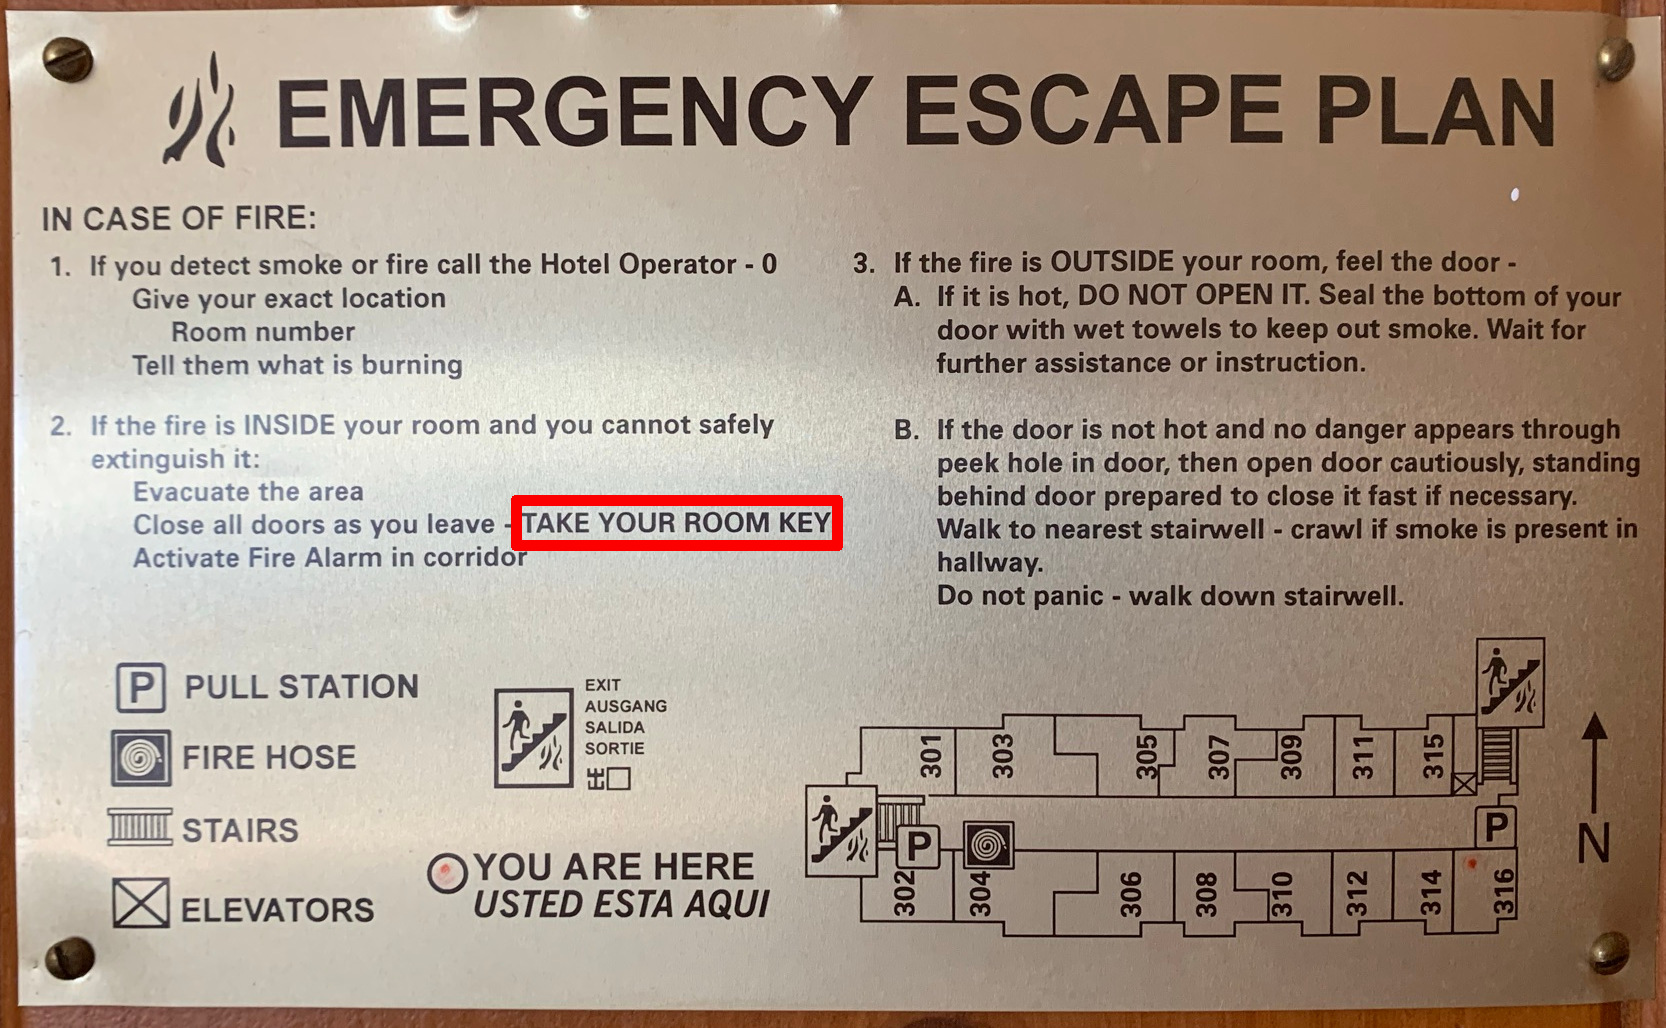 EMERGENCY ESCAPE PLAN
IN CASE OF FIRE:
1. If you detect smoke or fire call the Hotel Operator - 0
Give your exact location
Room number
Tell them what is burning
2. If the fire is INSIDE your room and you cannot safely
extinguish it:
Evacuate the area
Close all doors as you leave - TAKE YOUR ROOM KEY
Activate Fire Alarm in corridor
3. If the fire is OUTSIDE your room, feel the door -
A. If it is hot, DO NOT OPEN IT. Seal the bottom of your
door with wet towels to keep out smoke. Wait for
further assistance or instruction.
B. If the door is not hot and no danger appears through
peek hole in door, then open door cautiously, standing
behind door prepared to close it fast if necessary.
Walk to nearest stairwell - crawl if smoke is present in
hallway.
Do not panic - walk down stairwell.
P PULL STATION
FIRE HOSE
STAIRS
ELEVATORS
EXIT
AUSGANG
SALIDA
SORTIE
出□
YOU ARE HERE
USTED ESTA AQUI
301 303 305 307 309 311 315
P P
302 304 306 308 310 312 314 316
N